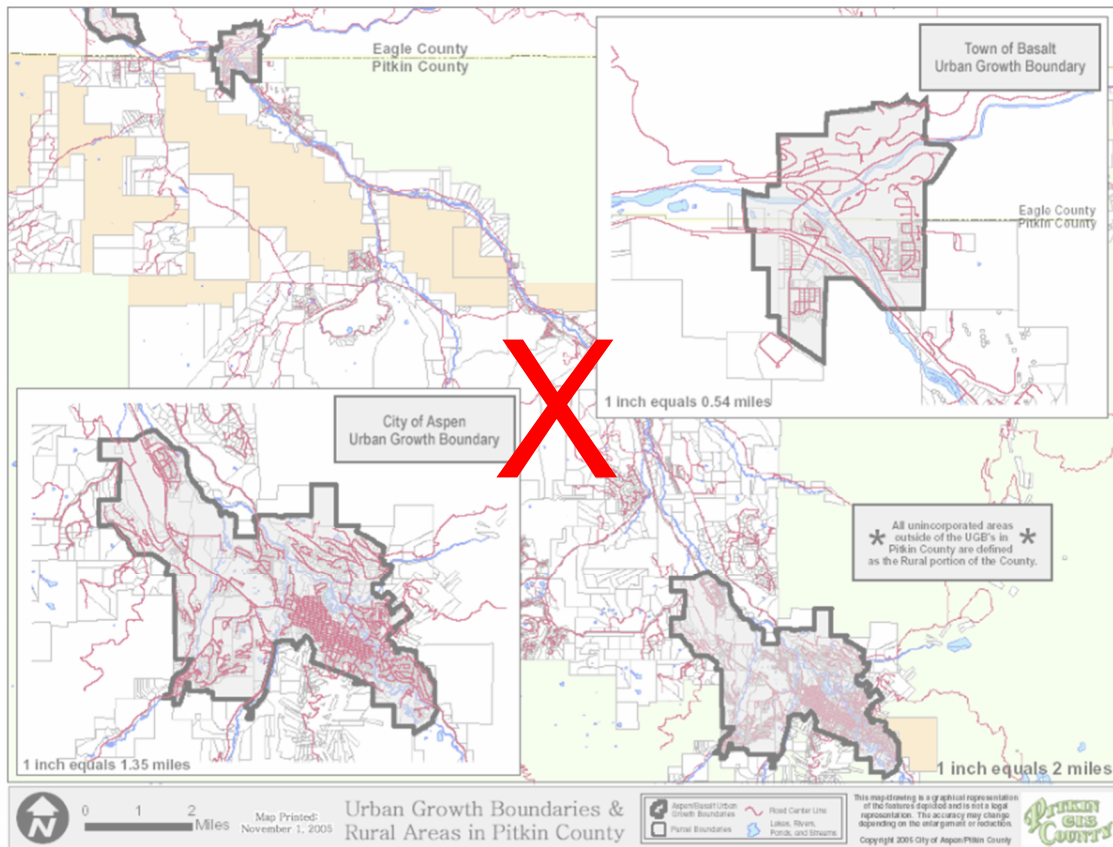 Eagle County
Pitkin County
Town of Basalt
Urban Growth Boundary
Eagle County
Pitkin County
1 inch equals 0.54 miles
X
City of Aspen
Urban Growth Boundary
1 inch equals 1.35 miles
All unincorporated areas
* outside of the UGB's in *
Pitkin County are defined
as the Rural portion of the County.
1 inch equals 2 miles
N
0 1 2
Miles
Map Printed:
November 1, 2005
Urban Growth Boundaries &
Rural Areas in Pitkin County
Aspen/Basalt Urban
Growth Boundaries
Parcel Boundaries
Road Center Line
Lakes, Rivers,
Ponds, and Streams
This map/drawing is a graphical representation
of the features depicted and is not a legal
representation. The accuracy may change
depending on the enlargement or reduction.
Copyright 2005 City of Aspen/Pitkin County
PITKIN
GIS
COUNTY